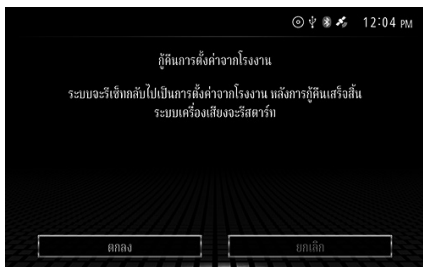 12:04 PM
กู้คืนการตั้งค่าจากโรงงาน
ระบบจะรีเซ็ทกลับไปเป็นการตั้งค่าจากโรงงาน หลังการกู้คืนเสร็จสิ้น
ระบบเครื่องเสียงจะรีสตาร์ท
ตกลง
ยกเลิก